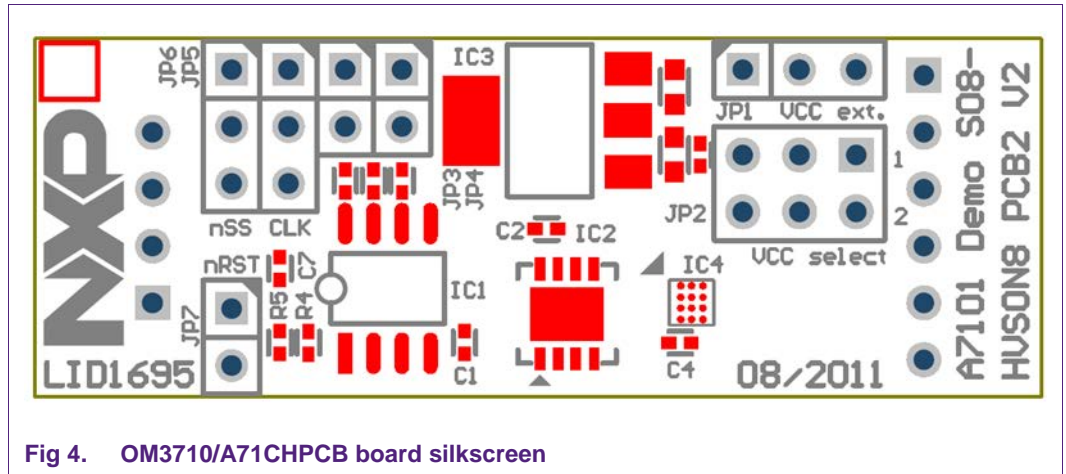 JP6
JP5
IC3
JP1 VCC ext.
NXP
nSS CLK
JP3
JP4
JP2
1
2
VCC select
C2 IC2
IC4
nRST
C7
JP7
R5
R4
IC1
C1
C4
LID1695
08/2011
A7101 Demo SO8-
HVSON8 PCB2 V2
Fig 4. OM3710/A71CHPCB board silkscreen